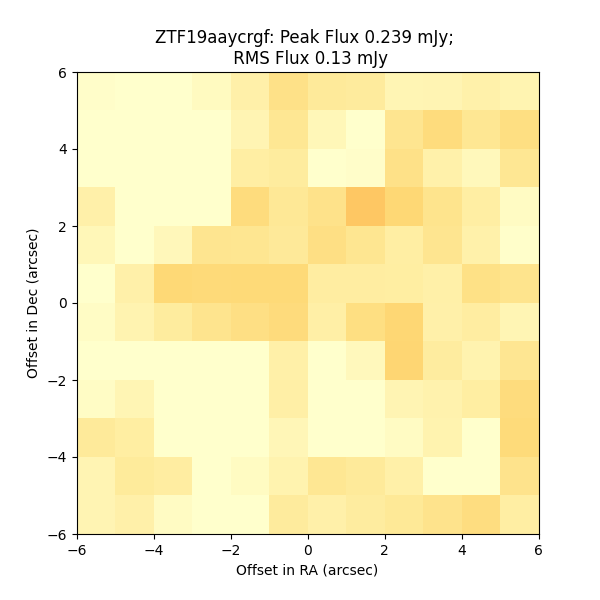 ZTF19aaycrgf: Peak Flux 0.239 mJy;
RMS Flux 0.13 mJy
6
4
2
0
−2
−4
−6
Offset in Dec (arcsec)
−6 −4 −2 0 2 4 6
Offset in RA (arcsec)